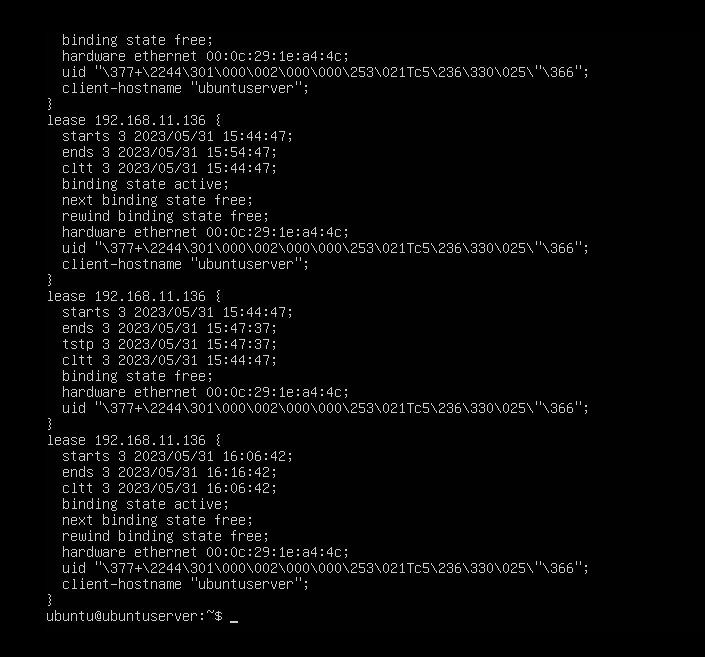 binding state free;
hardware ethernet 00:0c:29:1e:a4:4c;
uid "\377+\2244\301\000\002\000\000\253\021Tc5\236\330\025\"\366";
client-hostname "ubuntuserver";
}
lease 192.168.11.136 {
starts 3 2023/05/31 15:44:47;
ends 3 2023/05/31 15:54:47;
cltt 3 2023/05/31 15:44:47;
binding state active;
next binding state free;
rewind binding state free;
hardware ethernet 00:0c:29:1e:a4:4c;
uid "\377+\2244\301\000\002\000\000\253\021Tc5\236\330\025\"\366";
client-hostname "ubuntuserver";
}
lease 192.168.11.136 {
starts 3 2023/05/31 15:44:47;
ends 3 2023/05/31 15:47:37;
tstp 3 2023/05/31 15:47:37;
cltt 3 2023/05/31 15:44:47;
binding state free;
hardware ethernet 00:0c:29:1e:a4:4c;
uid "\377+\2244\301\000\002\000\000\253\021Tc5\236\330\025\"\366";
}
lease 192.168.11.136 {
starts 3 2023/05/31 16:06:42;
ends 3 2023/05/31 16:16:42;
cltt 3 2023/05/31 16:06:42;
binding state active;
next binding state free;
rewind binding state free;
hardware ethernet 00:0c:29:1e:a4:4c;
uid "\377+\2244\301\000\002\000\000\253\021Tc5\236\330\025\"\366";
client-hostname "ubuntuserver";
}
ubuntu@ubuntuserver:~$ _